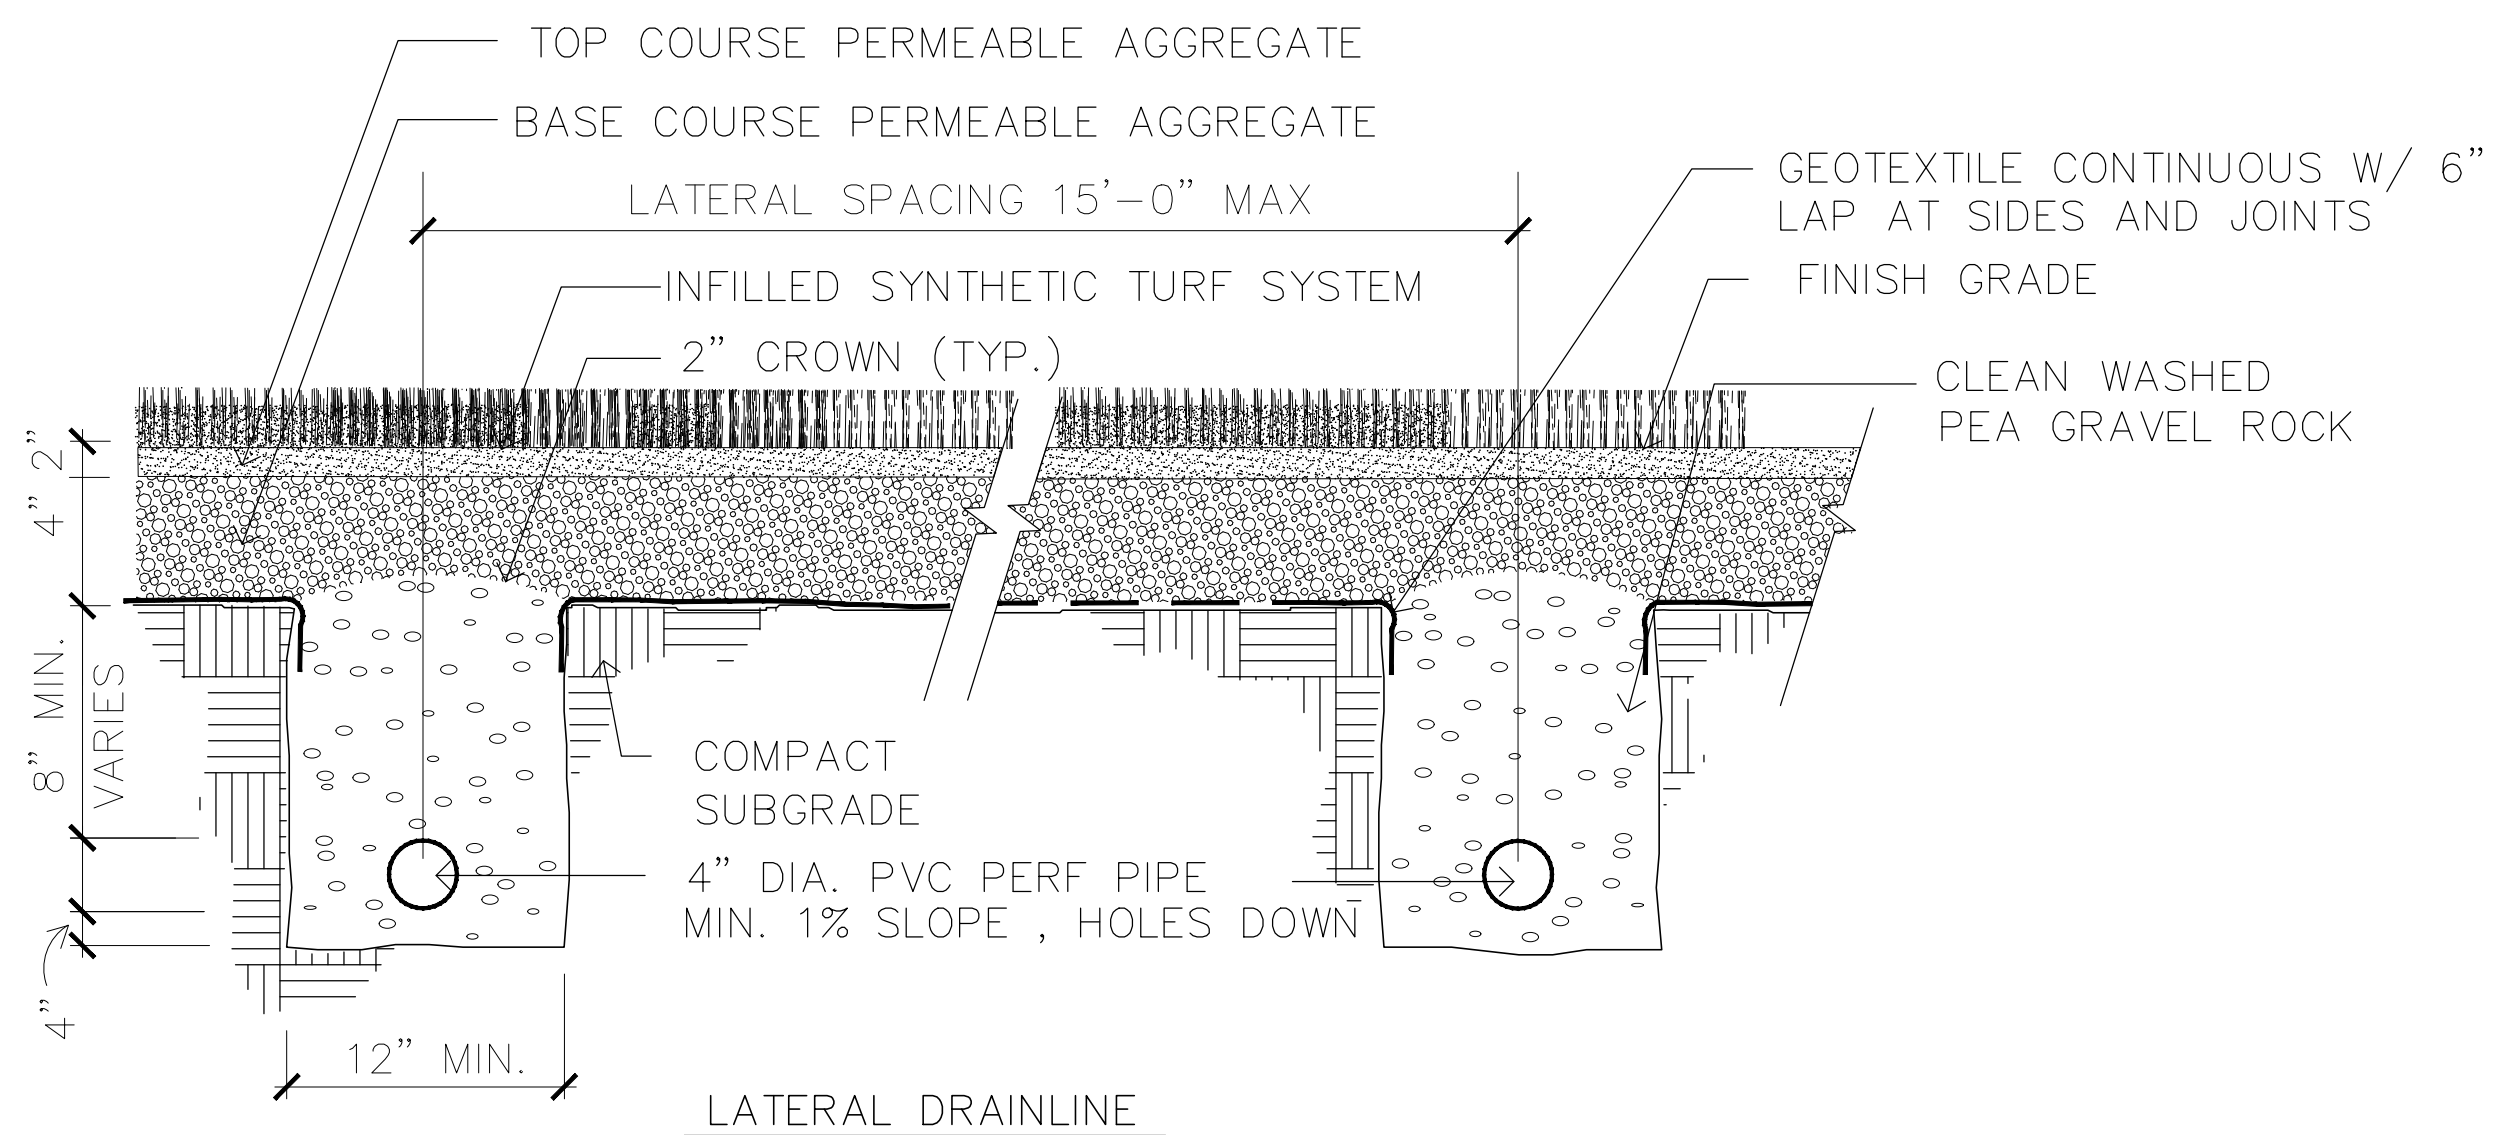 TOP COURSE PERMEABLE AGGREGATE
BASE COURSE PERMEABLE AGGREGATE
LATERAL SPACING 15'-0" MAX
GEOTEXTILE CONTINUOUS W/ 6"
LAP AT SIDES AND JOINTS
INFILLED SYNTHETIC TURF SYSTEM
FINISH GRADE
2" CROWN (TYP.)
CLEAN WASHED
PEA GRAVEL ROCK
2"
4"
8" MIN.
VARIES
4"
COMPACT
SUBGRADE
4" DIA. PVC PERF PIPE
MIN. 1% SLOPE , HOLES DOWN
12" MIN.
LATERAL DRAINLINE